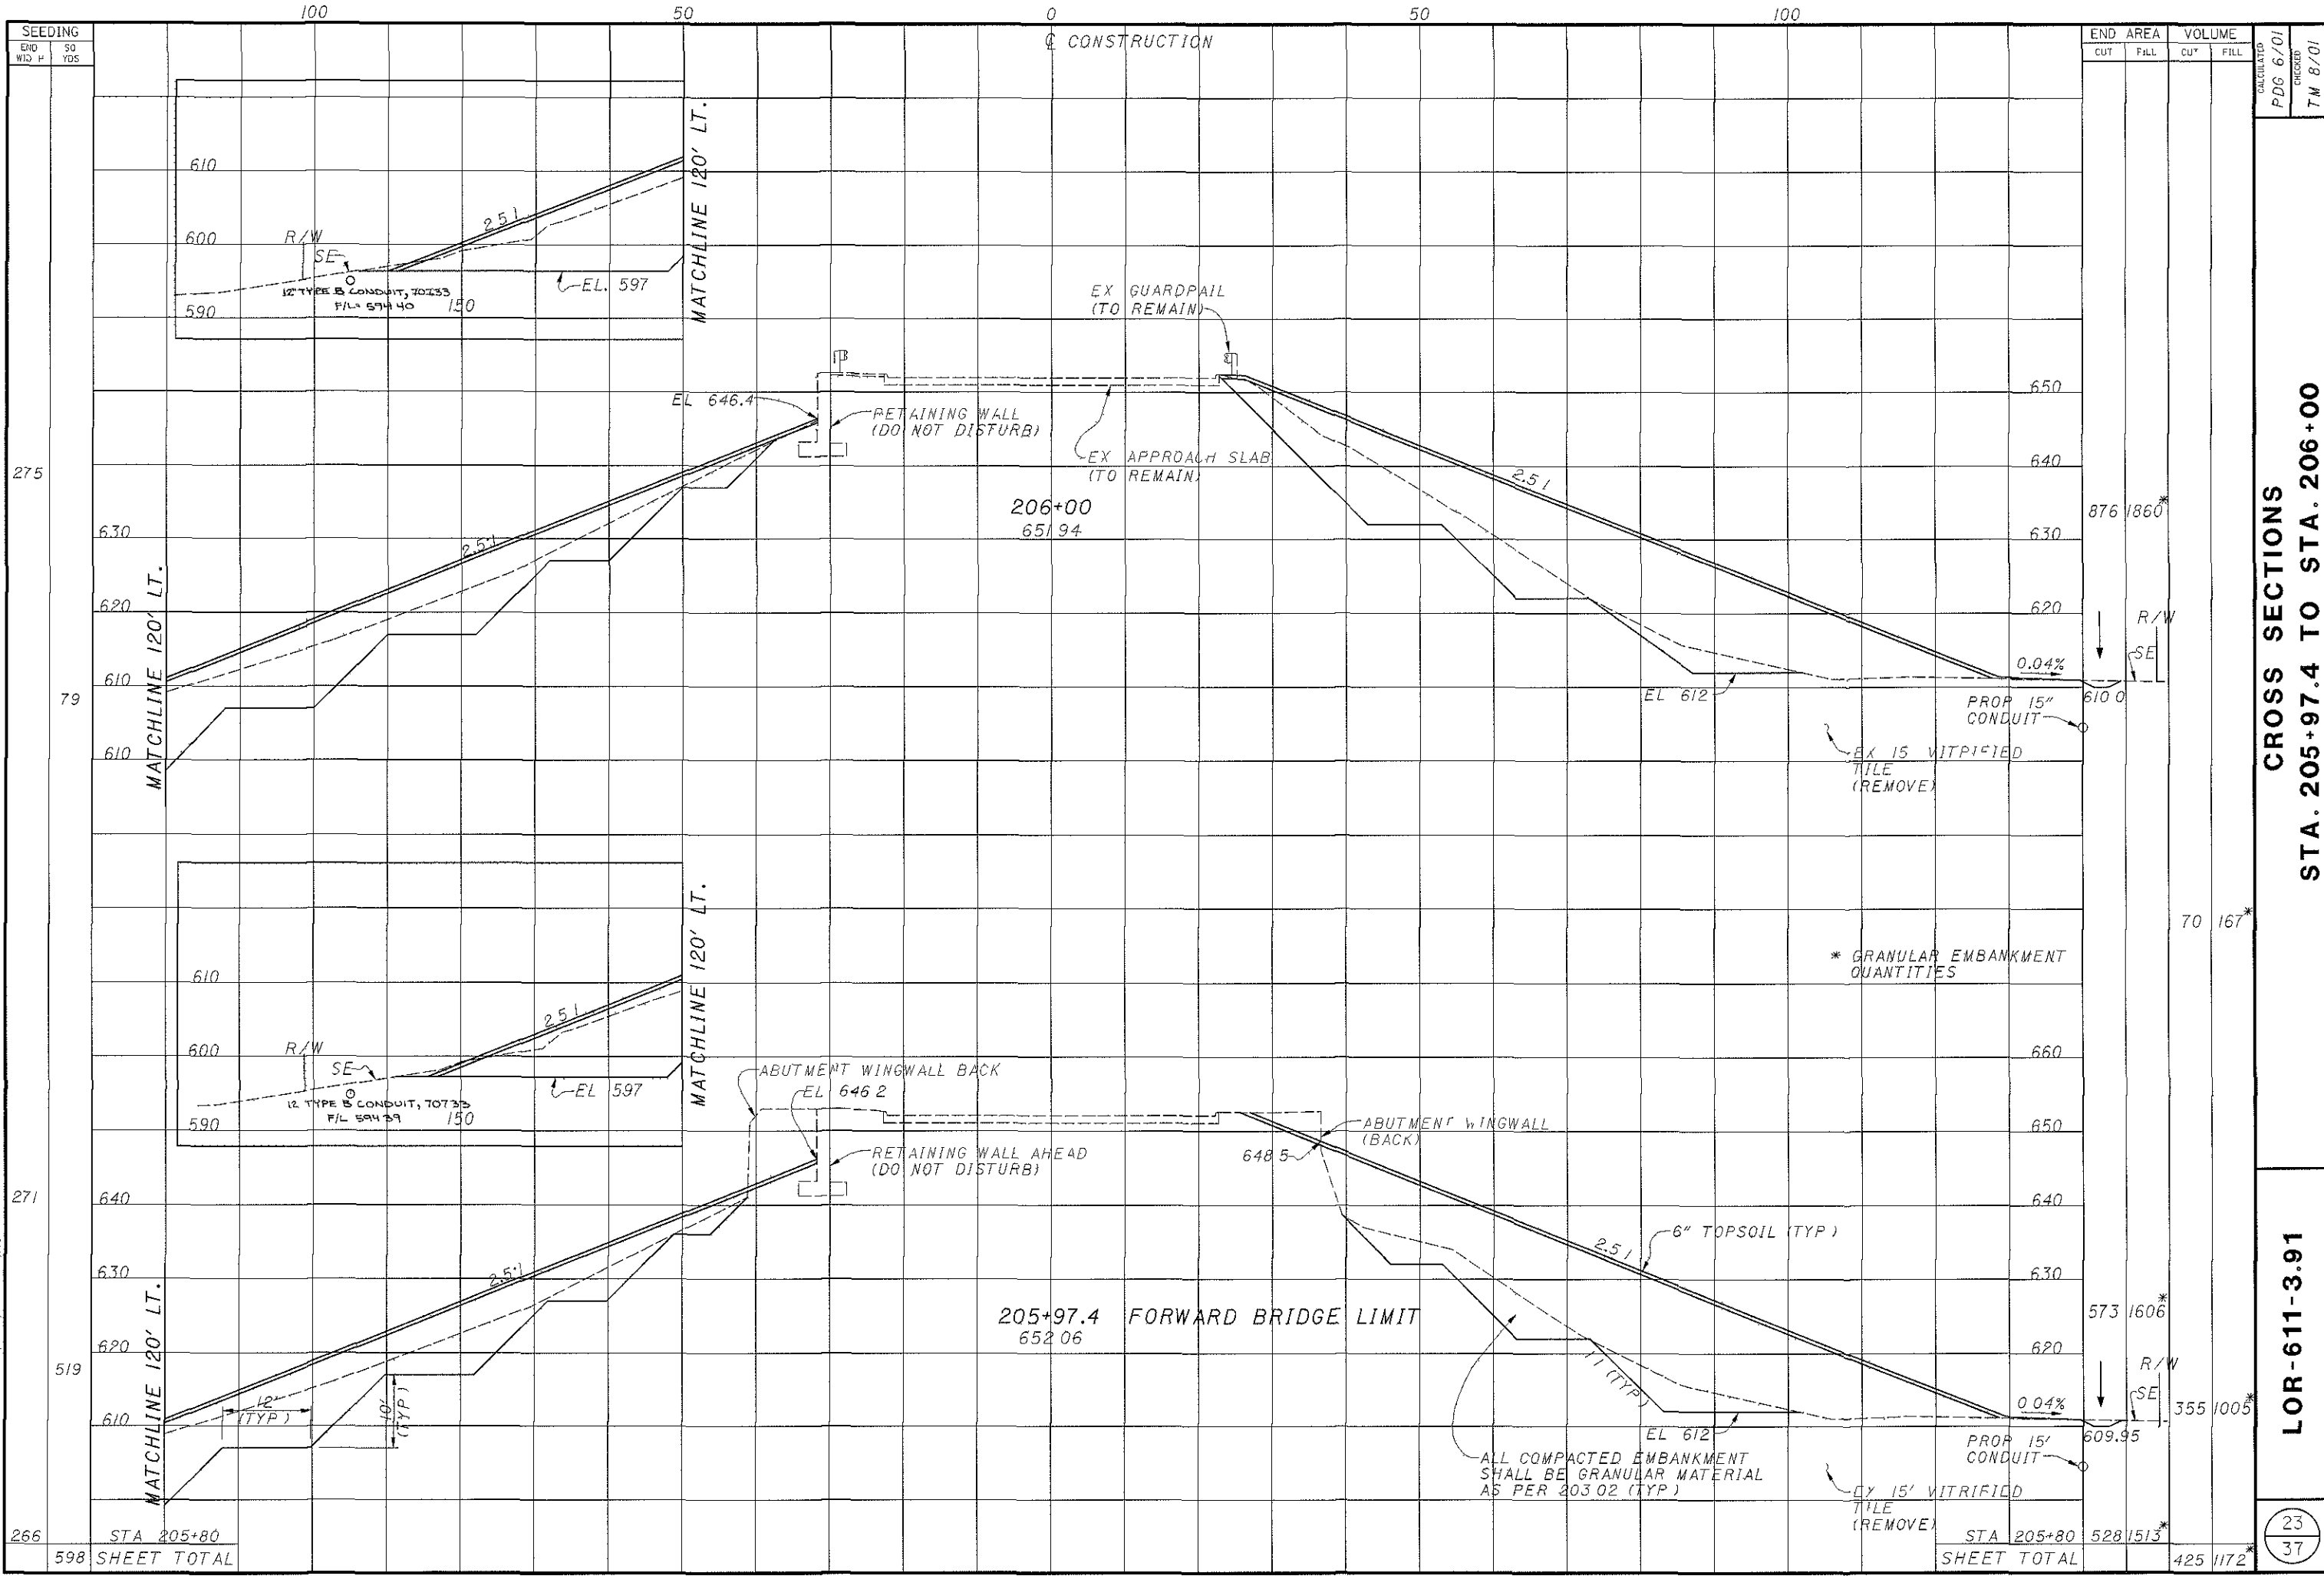 100 50 0 50 100
SEEDING
END WID H
SQ YDS
℄ CONSTRUCTION
END AREA VOLUME
CUT FILL CUT FILL
CALCULATED
PDG 6/01
CHECKED
TM 8/01
610
600
590
2.5 1
R/W
SE
12" TYPE B CONDUIT, 70733
F/L= 594 40
150
EL. 597
MATCHLINE 120' LT.
EX GUARDRAIL
(TO REMAIN)
EL 646.4
RETAINING WALL
(DO NOT DISTURB)
EX APPROACH SLAB
(TO REMAIN)
206+00
651 94
2.5:1
2.5 1
275
79
630
620
610
610
MATCHLINE 120' LT.
650
640
630
620
876 1860*
R/W
SE
0.04%
610 0
EL 612
PROP 15"
CONDUIT
EX 15 VITRIFIED
TILE
(REMOVE)
70 167*
* GRANULAR EMBANKMENT
QUANTITIES
610
600
590
2 5 1
R/W
SE
12 TYPE B CONDUIT, 70733
F/L 594 39
150
EL 597
MATCHLINE 120' LT.
ABUTMENT WINGWALL BACK
EL 646 2
RETAINING WALL AHEAD
(DO NOT DISTURB)
ABUTMENT WINGWALL
(BACK)
648 5
660
650
640
630
620
271
519
640
630
620
610
MATCHLINE 120' LT.
2.5:1
12'
(TYP )
10'
(TYP)
205+97.4 FORWARD BRIDGE LIMIT
652 06
6" TOPSOIL (TYP )
2.5 1
1 1 (TYP)
573 1606*
R/W
SE
0 04%
355 1005*
609.95
EL 612
PROP 15'
CONDUIT
ALL COMPACTED EMBANKMENT
SHALL BE GRANULAR MATERIAL
AS PER 203 02 (TYP )
EX 15' VITRIFIED
TILE
(REMOVE)
266 STA 205+80
598 SHEET TOTAL
STA 205+80 528 1513*
SHEET TOTAL 425 1172*
CROSS SECTIONS
STA. 205+97.4 TO STA. 206+00
LOR-611-3.91
23
37